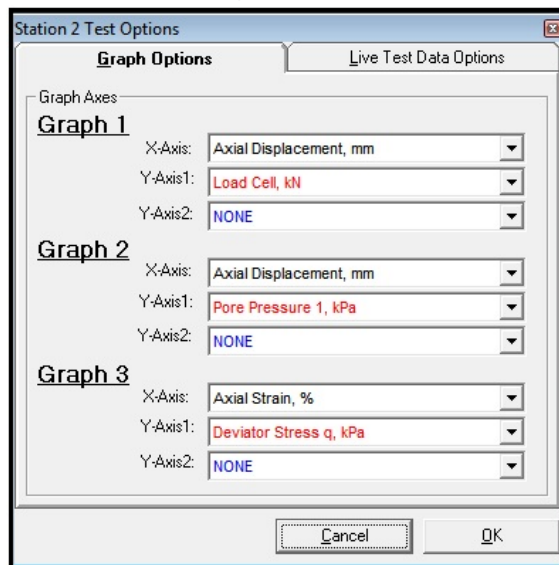 Station 2 Test Options
Graph Options
Live Test Data Options
Graph Axes
Graph 1
X-Axis: Axial Displacement, mm
Y-Axis1: Load Cell, kN
Y-Axis2: NONE
Graph 2
X-Axis: Axial Displacement, mm
Y-Axis1: Pore Pressure 1, kPa
Y-Axis2: NONE
Graph 3
X-Axis: Axial Strain, %
Y-Axis1: Deviator Stress q, kPa
Y-Axis2: NONE
Cancel
OK